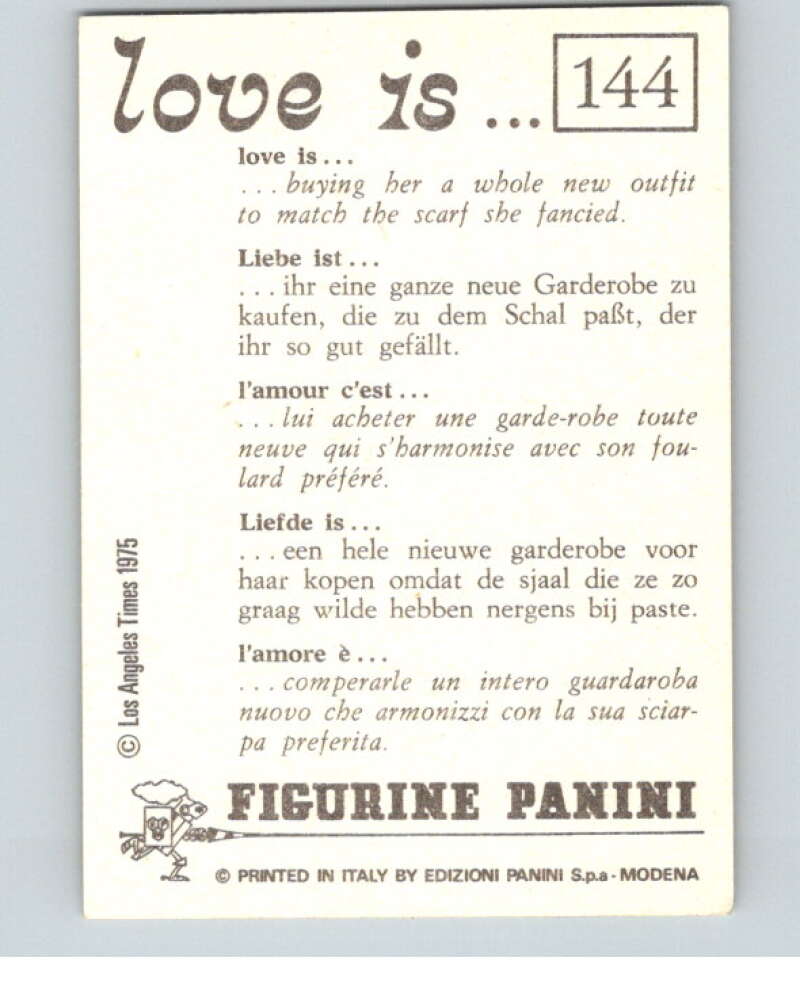 love is ... 144
love is...
...buying her a whole new outfit
to match the scarf she fancied.
Liebe ist...
...ihr eine ganze neue Garderobe zu
kaufen, die zu dem Schal paßt, der
ihr so gut gefällt.
l'amour c'est...
...lui acheter une garde-robe toute
neuve qui s'harmonise avec son fou-
lard préféré.
Liefde is...
...een hele nieuwe garderobe voor
haar kopen omdat de sjaal die ze zo
graag wilde hebben nergens bij paste.
l'amore è...
...comperarle un intero guardaroba
nuovo che armonizzi con la sua sciar-
pa preferita.
© Los Angeles Times 1975
FIGURINE PANINI
© PRINTED IN ITALY BY EDIZIONI PANINI S.p.a - MODENA